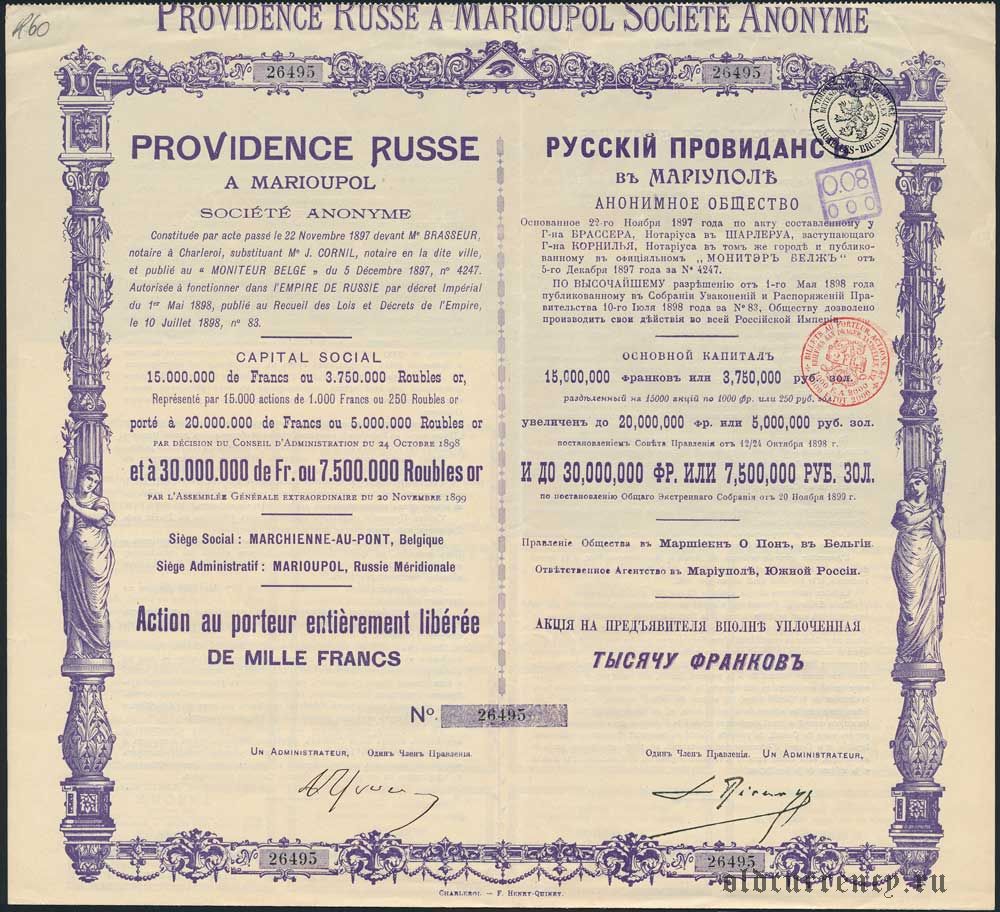 PROVIDENCE RUSSE A MARIOUPOL SOCIÉTÉ ANONYME
№ 26495
№ 26495
PROVIDENCE RUSSE
A MARIOUPOL
SOCIÉTÉ ANONYME
Constituée par acte passé le 22 Novembre 1897 devant Me BRASSEUR,
notaire à Charleroi, substituant Me J. CORNIL, notaire en la dite ville,
et publié au « MONITEUR BELGE » du 5 Décembre 1897, n° 4247.
Autorisée à fonctionner dans l'EMPIRE DE RUSSIE par décret Impérial
du 1er Mai 1898, publié au Recueil des Lois et Décrets de l'Empire,
le 10 Juillet 1898, n° 83.
CAPITAL SOCIAL
15.000.000 de Francs ou 3.750.000 Roubles or,
Représenté par 15.000 actions de 1.000 Francs ou 250 Roubles or
porté à 20.000.000 de Francs ou 5.000.000 Roubles or
PAR DÉCISION DU CONSEIL D'ADMINISTRATION DU 24 OCTOBRE 1898
et à 30.000.000 de Fr. ou 7.500.000 Roubles or
PAR L'ASSEMBLÉE GÉNÉRALE EXTRAORDINAIRE DU 20 NOVEMBRE 1899
Siège Social : MARCHIENNE-AU-PONT, Belgique
Siège Administratif : MARIOUPOL, Russie Méridionale
Action au porteur entièrement libérée
DE MILLE FRANCS
РУССКІЙ ПРОВИДАНСЪ
ВЪ МАРІУПОЛѢ
АНОНИМНОЕ ОБЩЕСТВО
Основанное 22-го Ноября 1897 года по акту составленному у
Г-на БРАССЕРА, Нотаріуса въ ШАРЛЕРУА, заступающаго
Г-на КОРНИЛЬЯ, Нотаріуса въ томъ же городѣ и публико-
ванному въ официіальномъ „МОНИТЭРЪ БЕЛЖЪ" отъ
5-го Декабря 1897 года за № 4247.
ПО ВЫСОЧАЙШЕМУ разрѣшенію отъ 1-го Мая 1898 года
публикованному въ Собраніи Узаконеній и Распоряженій Пра-
вительства 10-го Іюля 1898 года за № 83, Обществу дозволено
производить свои дѣйствія во всей Россійской Имперіи.
ОСНОВНОЙ КАПИТАЛЪ
15,000,000 франковъ или 3,750,000 руб. зол.
раздѣленный на 15000 акцій по 1000 фр. или 250 руб. зол.
увеличен до 20,000,000 фр. или 5,000,000 руб. зол.
постановленіемъ Совѣта Правленія отъ 12/24 Октября 1898 г.
И ДО 30,000,000 ФР. ИЛИ 7,500,000 РУБ. ЗОЛ.
по постановленію Общаго Экстреннаго Собранія отъ 20 Ноября 1899 г.
Правленіе Общества въ Маршіенъ О Понъ, въ Бельгіи.
Отвѣтственное Агентство въ Маріуполѣ, Южной Россіи.
АКЦІЯ НА ПРЕДЪЯВИТЕЛЯ ВПОЛНѢ УПЛОЧЕННАЯ
ТЫСЯЧУ ФРАНКОВЪ
0.08
000
№ 26495
UN ADMINISTRATEUR, Одинъ Членъ Правленія.
Одинъ Членъ Правленія. UN ADMINISTRATEUR,
№ 26495
№ 26495
CHARLEROI. — F. HENRY-QUINET.
oldcurrency.ru